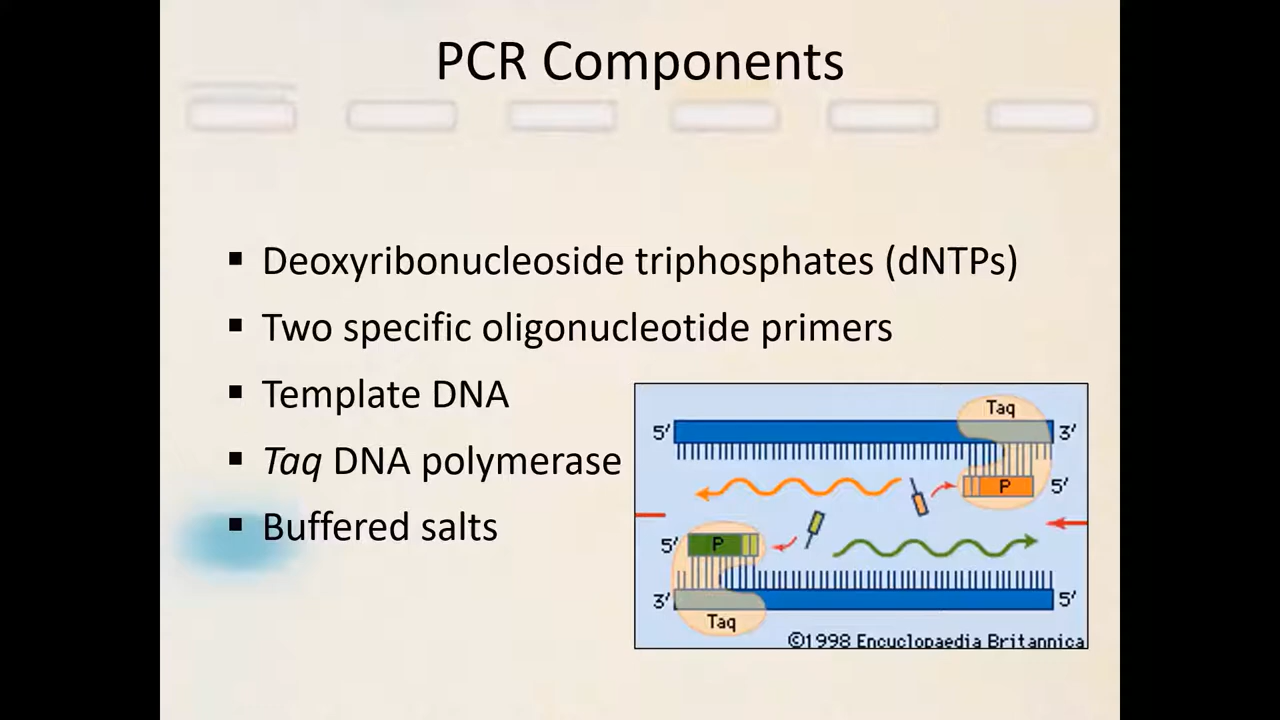 PCR Components
▪ Deoxyribonucleoside triphosphates (dNTPs)
▪ Two specific oligonucleotide primers
▪ Template DNA
▪ Taq DNA polymerase
▪ Buffered salts
Taq
5′ 3′
P 5′
5′ P
3′ 5′
Taq
©1998 Encyclopaedia Britannica